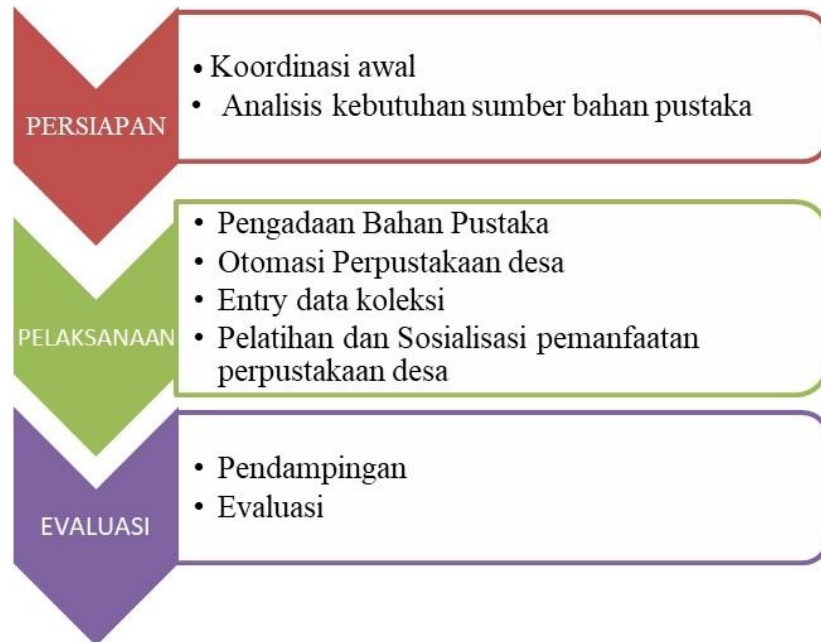 PERSIAPAN
• Koordinasi awal
• Analisis kebutuhan sumber bahan pustaka
PELAKSANAAN
• Pengadaan Bahan Pustaka
• Otomasi Perpustakaan desa
• Entry data koleksi
• Pelatihan dan Sosialisasi pemanfaatan
perpustakaan desa
EVALUASI
• Pendampingan
• Evaluasi